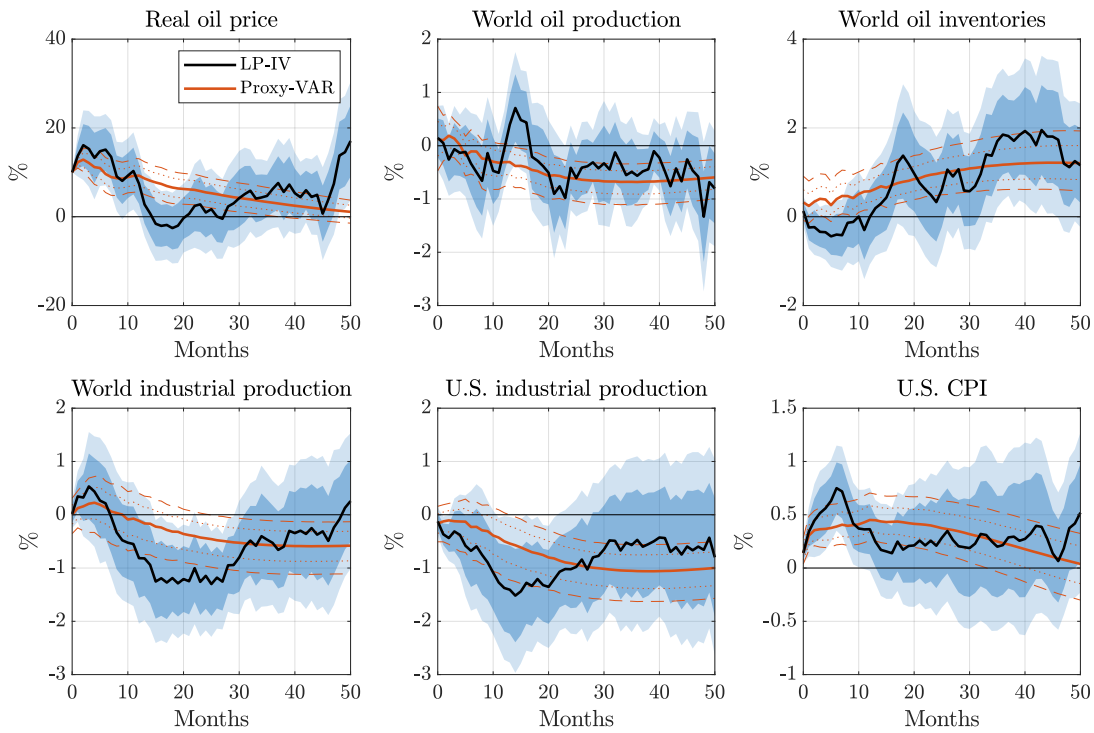 Real oil price
40
20
0
-20
%
LP-IV
Proxy-VAR
0 10 20 30 40 50
Months
World oil production
2
1
0
-1
-2
-3
%
0 10 20 30 40 50
Months
World oil inventories
4
2
0
-2
%
0 10 20 30 40 50
Months
World industrial production
2
1
0
-1
-2
-3
%
0 10 20 30 40 50
Months
U.S. industrial production
2
1
0
-1
-2
-3
%
0 10 20 30 40 50
Months
U.S. CPI
1.5
1
0.5
0
-0.5
-1
%
0 10 20 30 40 50
Months